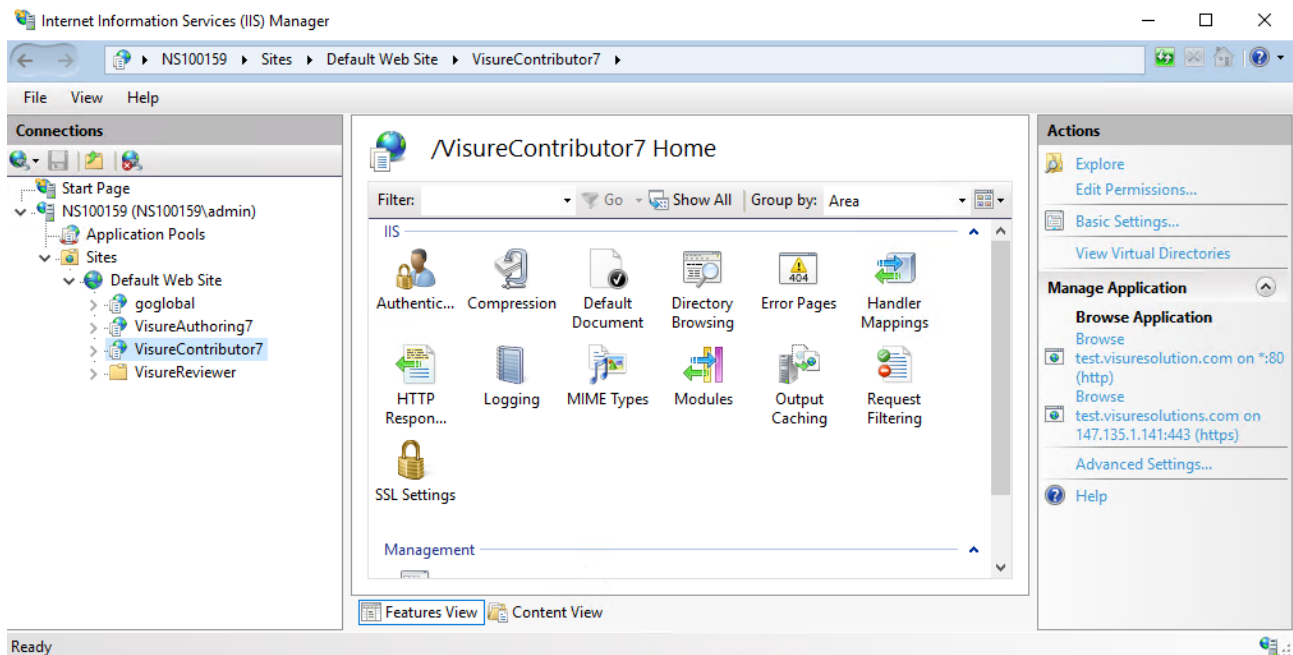 Internet Information Services (IIS) Manager
NS100159 Sites Default Web Site VisureContributor7
File View Help
Connections
Start Page
NS100159 (NS100159\admin)
Application Pools
Sites
Default Web Site
goglobal
VisureAuthoring7
VisureContributor7
VisureReviewer
/VisureContributor7 Home
Filter: Go Show All Group by: Area
IIS
Authentic... Compression Default Document Directory Browsing Error Pages 404 Handler Mappings
HTTP Respon... Logging MIME Types Modules Output Caching Request Filtering
SSL Settings
Management
Features View Content View
Actions
Explore
Edit Permissions...
Basic Settings...
View Virtual Directories
Manage Application
Browse Application
Browse
test.visuresolution.com on *:80
(http)
Browse
test.visuresolutions.com on
147.135.1.141:443 (https)
Advanced Settings...
Help
Ready